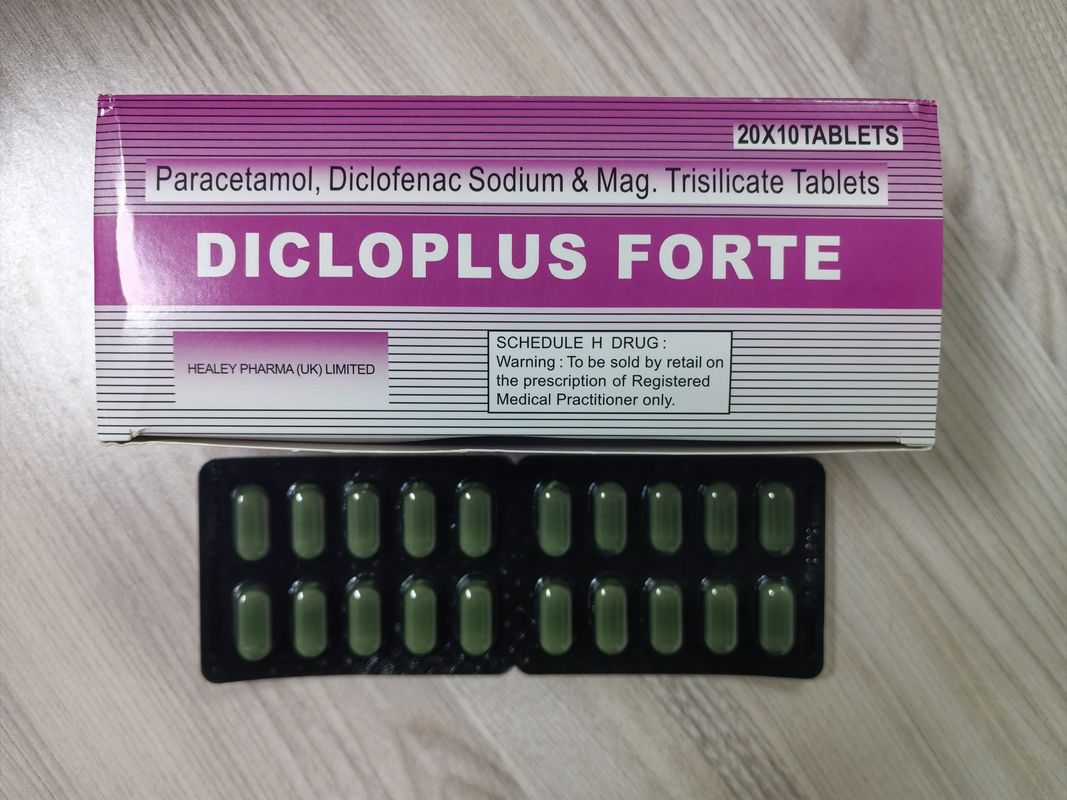 20X10TABLETS
Paracetamol, Diclofenac Sodium & Mag. Trisilicate Tablets
DICLOPLUS FORTE
HEALEY PHARMA (UK) LIMITED
SCHEDULE H DRUG :
Warning : To be sold by retail on
the prescription of Registered
Medical Practitioner only.